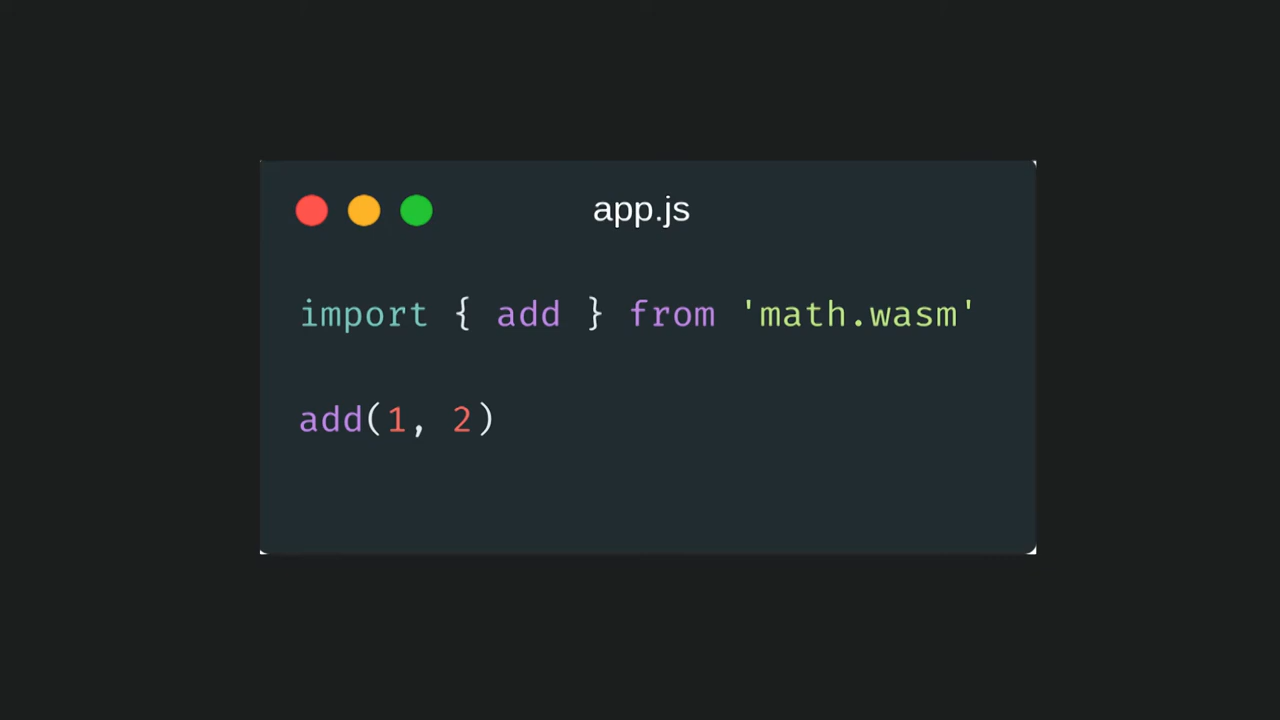 app.js
import { add } from 'math.wasm'
add(1, 2)